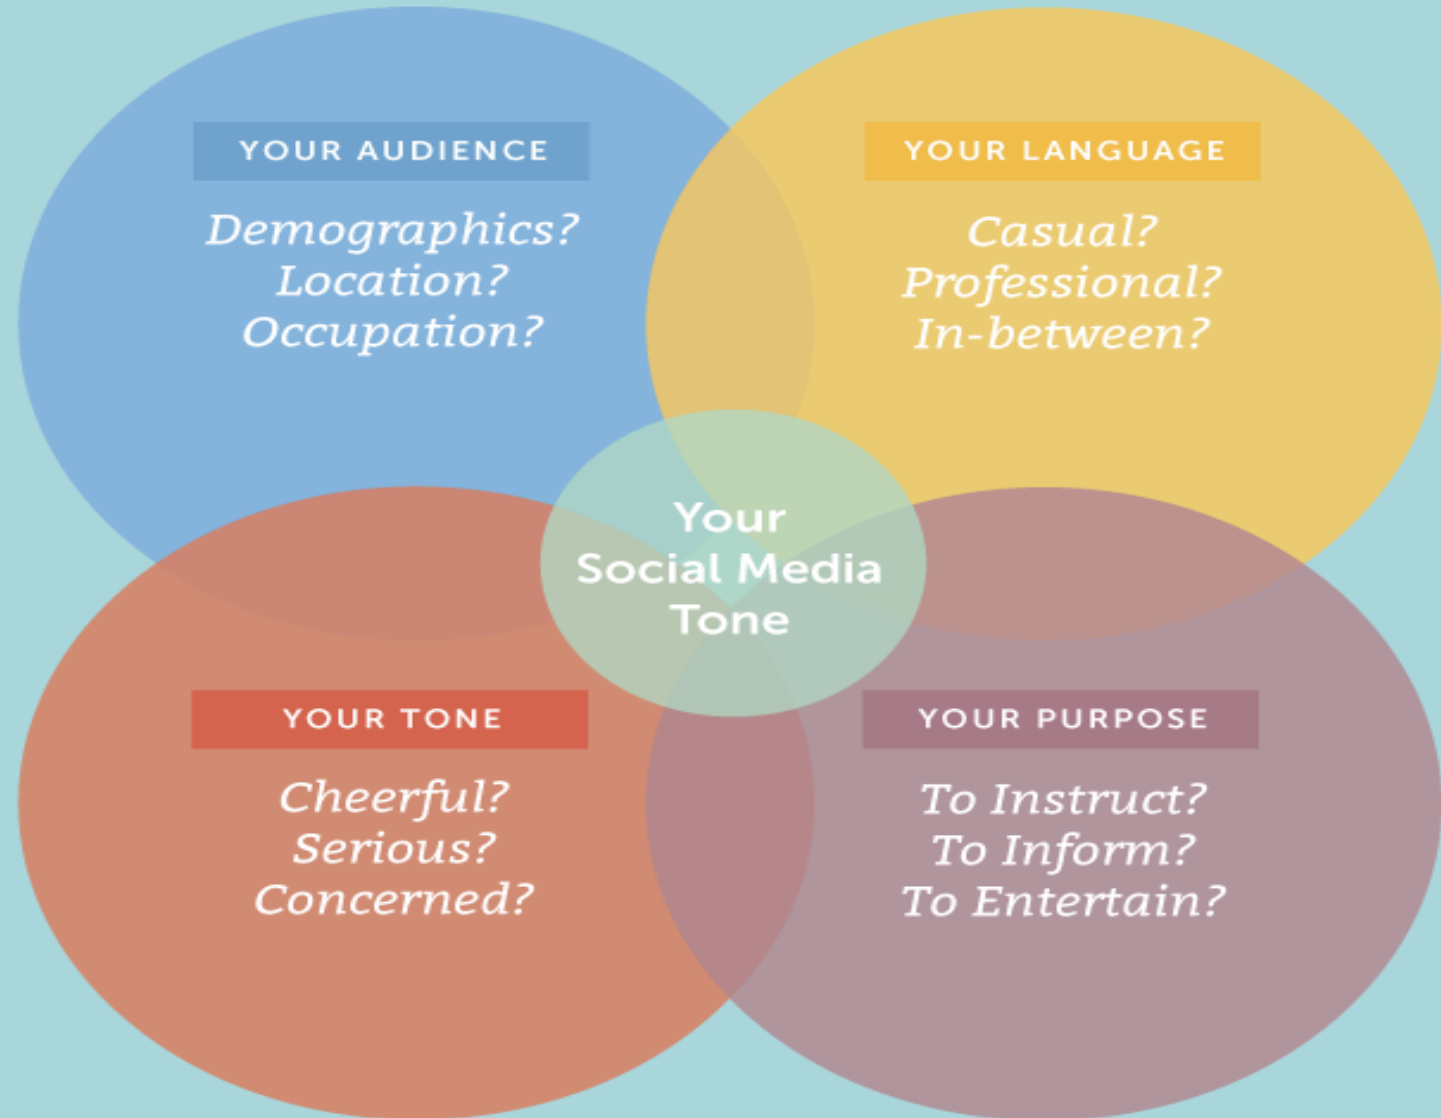 YOUR AUDIENCE
Demographics?
Location?
Occupation?
YOUR LANGUAGE
Casual?
Professional?
In-between?
Your
Social Media
Tone
YOUR TONE
Cheerful?
Serious?
Concerned?
YOUR PURPOSE
To Instruct?
To Inform?
To Entertain?